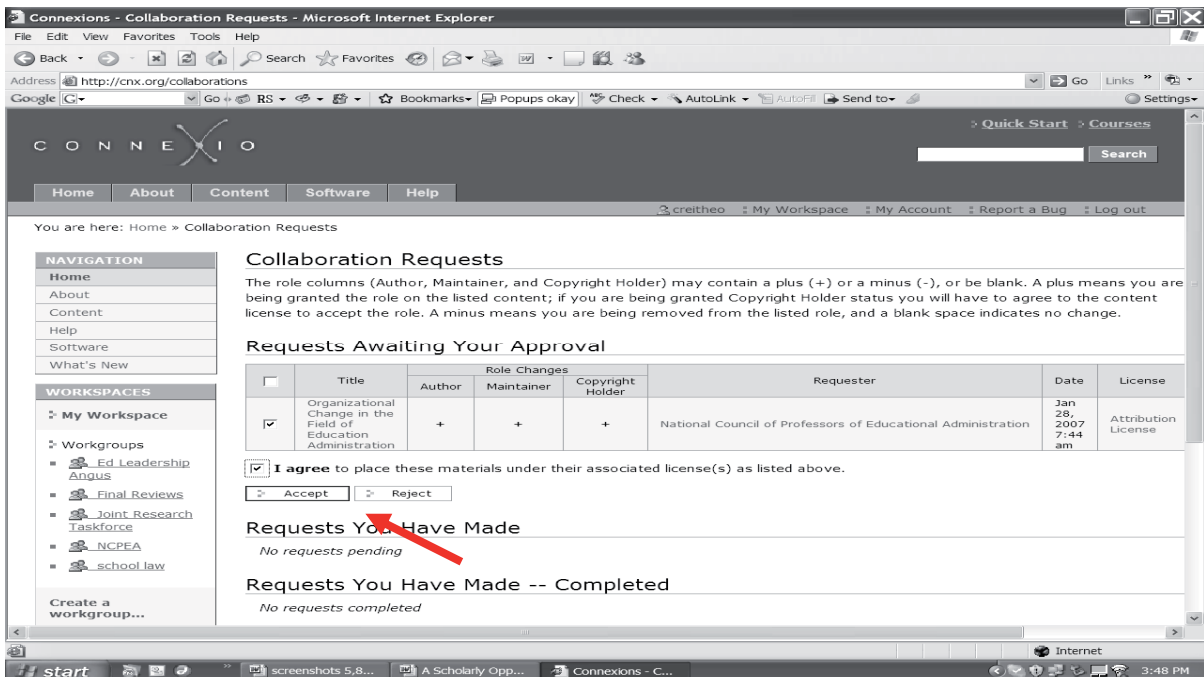 Connexions - Collaboration Requests - Microsoft Internet Explorer
File Edit View Favorites Tools Help
Back Search Favorites
Address http://cnx.org/collaborations Go Links »
Google G Go RS Bookmarks Popups okay Check AutoLink AutoFill Send to Settings
Quick Start Courses
CONNEXIO
Search
Home About Content Software Help
creitheo My Workspace My Account Report a Bug Log out
You are here: Home » Collaboration Requests
NAVIGATION
Home
About
Content
Help
Software
What's New
WORKSPACES
My Workspace
Workgroups
Ed Leadership
Angus
Final Reviews
Joint Research
Taskforce
NCPEA
school law
Create a
workgroup...
Collaboration Requests
The role columns (Author, Maintainer, and Copyright Holder) may contain a plus (+) or a minus (-), or be blank. A plus means you are
being granted the role on the listed content; if you are being granted Copyright Holder status you will have to agree to the content
license to accept the role. A minus means you are being removed from the listed role, and a blank space indicates no change.
Requests Awaiting Your Approval
Role Changes
Title Author Maintainer Copyright Holder Requester Date License
Organizational
Change in the
Field of
Education
Administration
+ + +
National Council of Professors of Educational Administration
Jan
28,
2007
7:44
am
Attribution
License
I agree to place these materials under their associated license(s) as listed above.
Accept Reject
Requests You Have Made
No requests pending
Requests You Have Made -- Completed
No requests completed
Internet
start » screenshots 5,8... A Scholarly Opp... Connexions - C... 3:48 PM